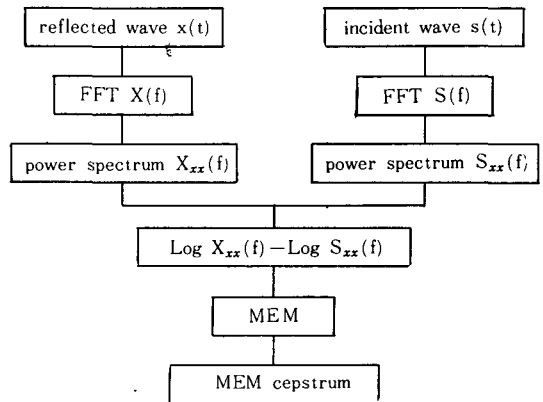 reflected wave x(t)
incident wave s(t)
FFT X(f)
FFT S(f)
power spectrum Xxx(f)
power spectrum Sxx(f)
Log Xxx(f)−Log Sxx(f)
MEM
MEM cepstrum